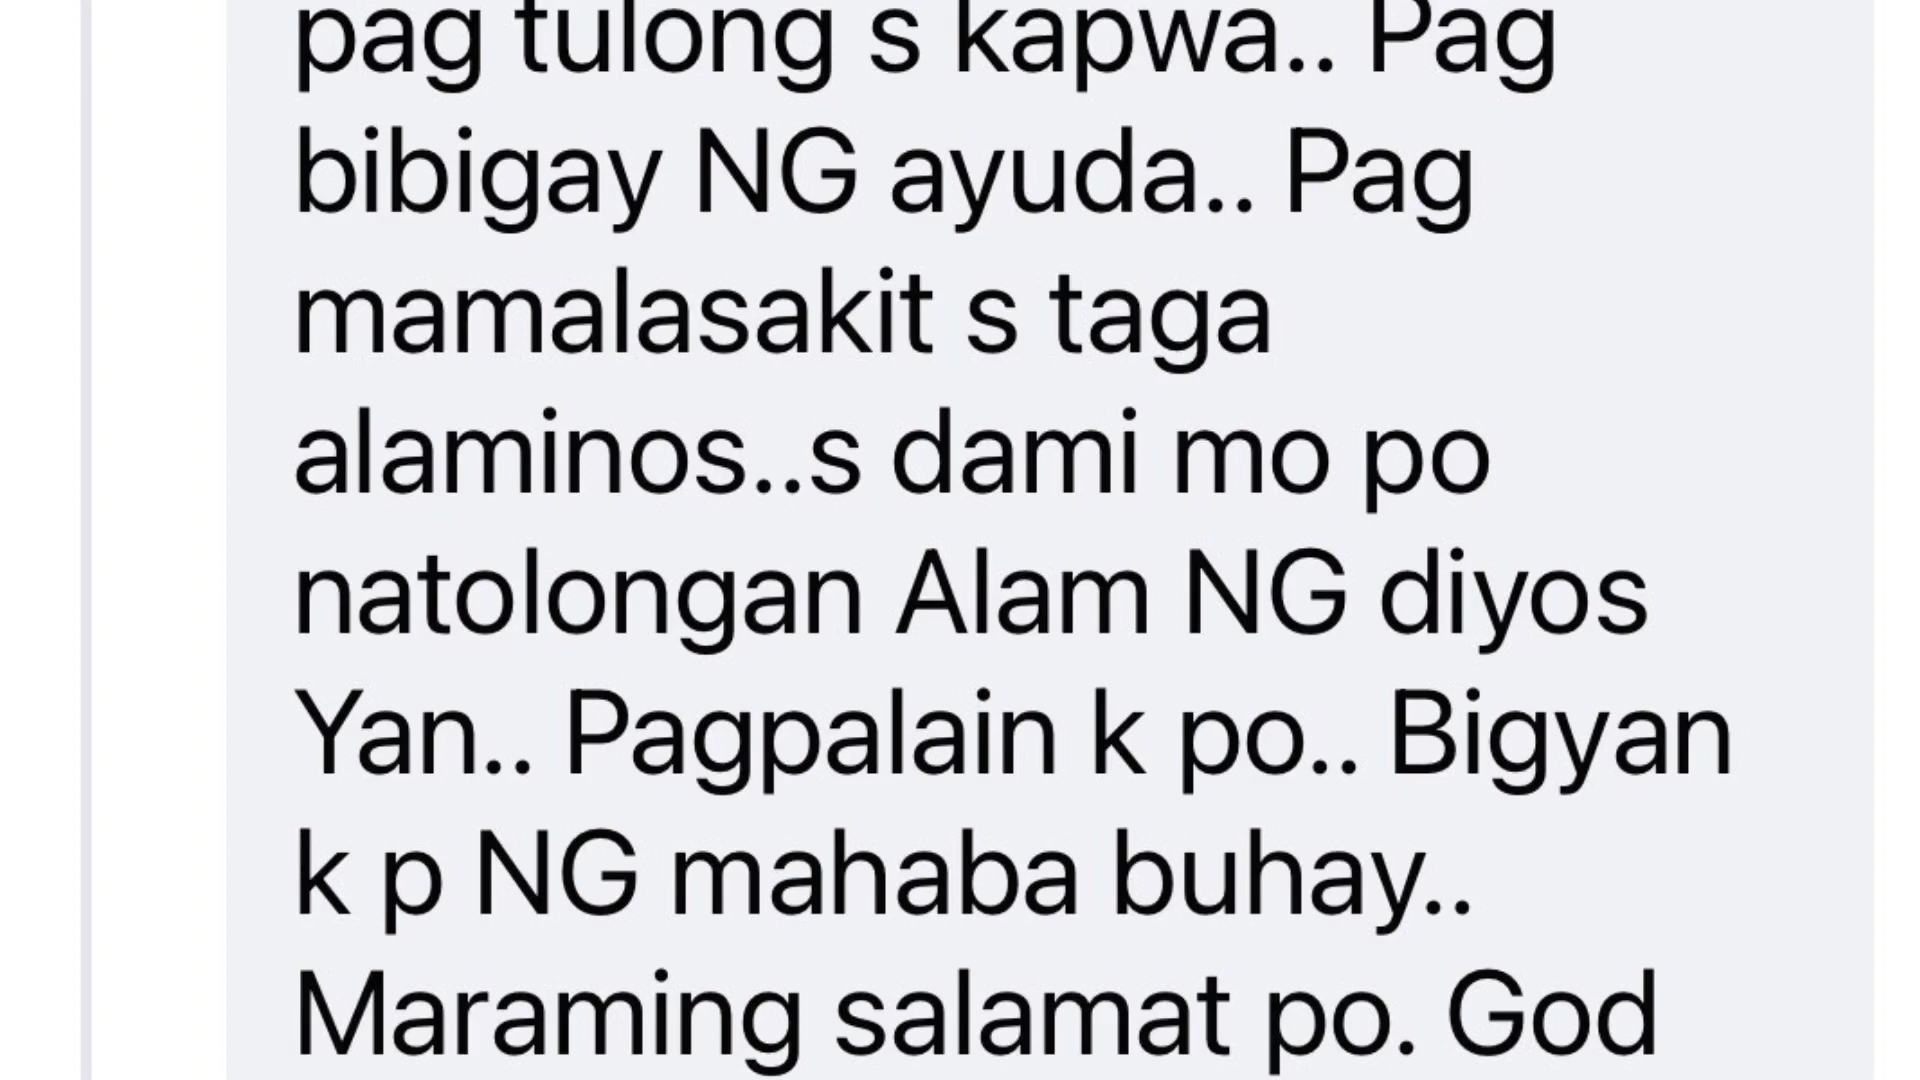 pag tulong s kapwa.. Pag
bibigay NG ayuda.. Pag
mamalasakit s taga
alaminos..s dami mo po
natolongan Alam NG diyos
Yan.. Pagpalain k po.. Bigyan
k p NG mahaba buhay..
Maraming salamat po. God